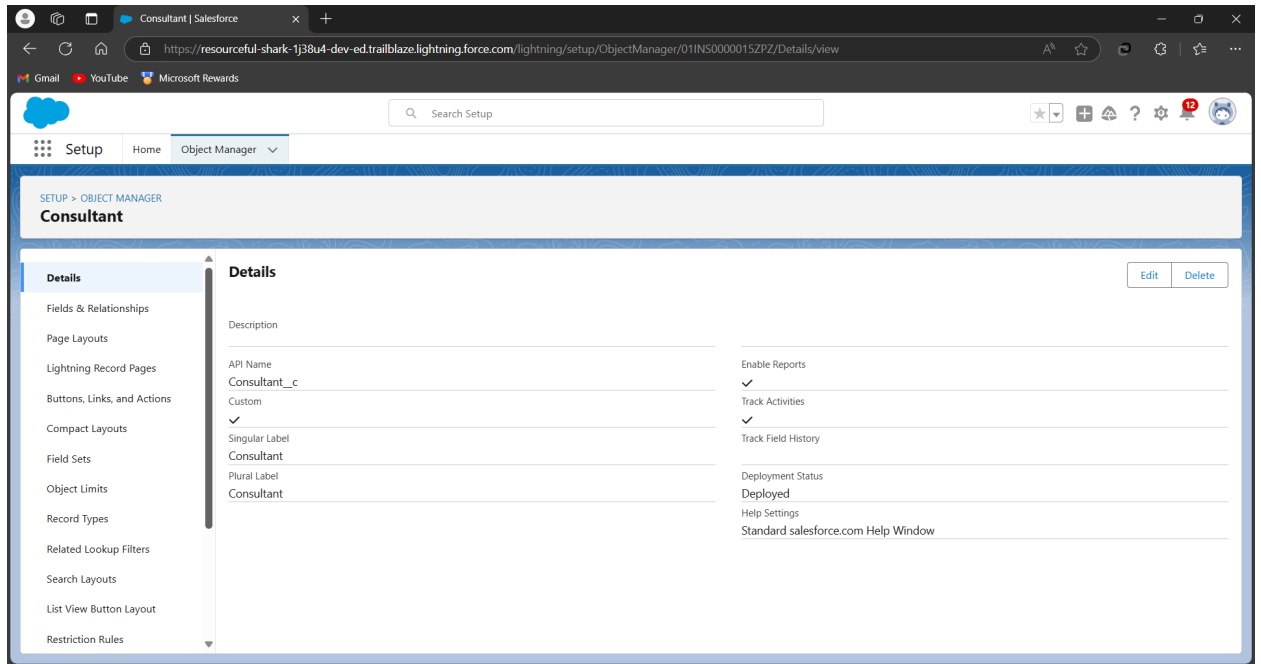 Consultant | Salesforce
https://resourceful-shark-1j38u4-dev-ed.trailblaze.lightning.force.com/lightning/setup/ObjectManager/01INS0000015ZPZ/Details/view
Gmail YouTube Microsoft Rewards
Search Setup
12
Setup Home Object Manager
SETUP > OBJECT MANAGER
Consultant
Details
Fields & Relationships
Page Layouts
Lightning Record Pages
Buttons, Links, and Actions
Compact Layouts
Field Sets
Object Limits
Record Types
Related Lookup Filters
Search Layouts
List View Button Layout
Restriction Rules
Details
Edit Delete
Description
API Name
Consultant__c
Custom
Singular Label
Consultant
Plural Label
Consultant
Enable Reports
Track Activities
Track Field History
Deployment Status
Deployed
Help Settings
Standard salesforce.com Help Window